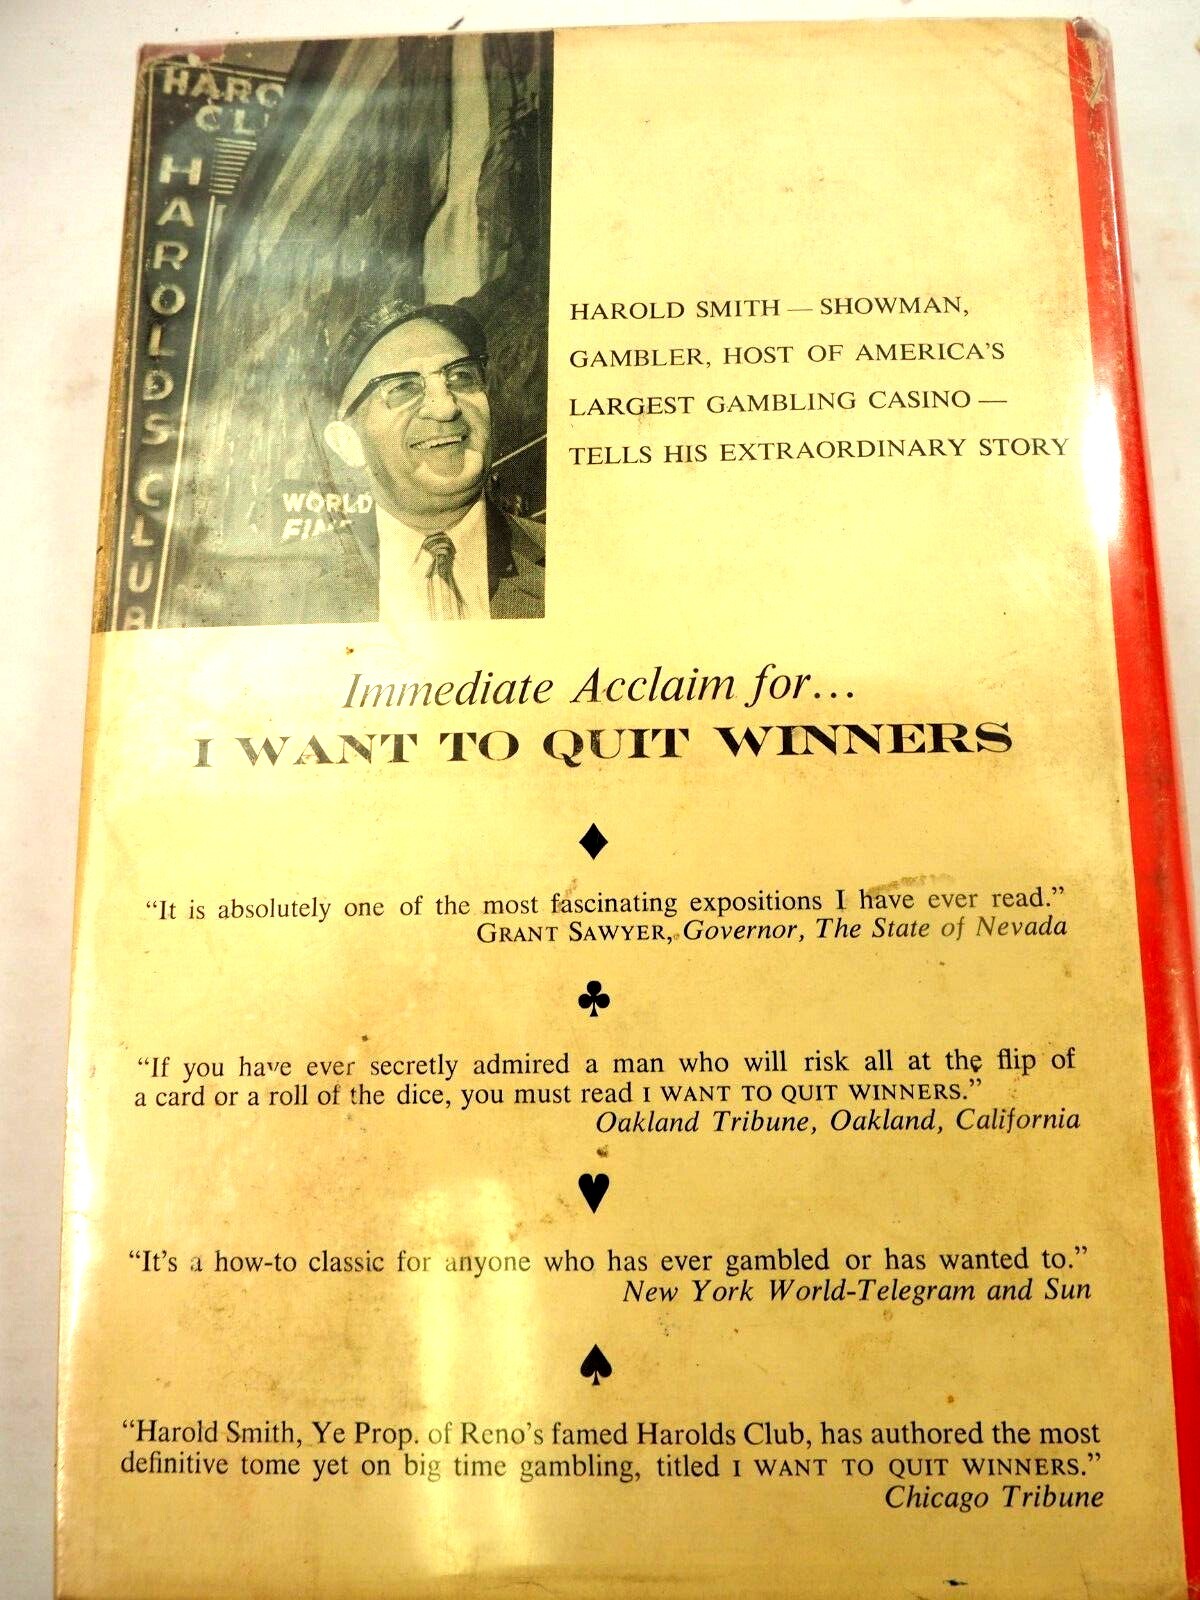 HARO
CL
HAROLDS CLUB
WORLD
HAROLD SMITH — SHOWMAN,
GAMBLER, HOST OF AMERICA'S
LARGEST GAMBLING CASINO —
TELLS HIS EXTRAORDINARY STORY
Immediate Acclaim for...
I WANT TO QUIT WINNERS
“It is absolutely one of the most fascinating expositions I have ever read.”
GRANT SAWYER, Governor, The State of Nevada
“If you have ever secretly admired a man who will risk all at the flip of
a card or a roll of the dice, you must read I WANT TO QUIT WINNERS.”
Oakland Tribune, Oakland, California
“It's a how-to classic for anyone who has ever gambled or has wanted to.”
New York World-Telegram and Sun
“Harold Smith, Ye Prop. of Reno's famed Harolds Club, has authored the most
definitive tome yet on big time gambling, titled I WANT TO QUIT WINNERS.”
Chicago Tribune